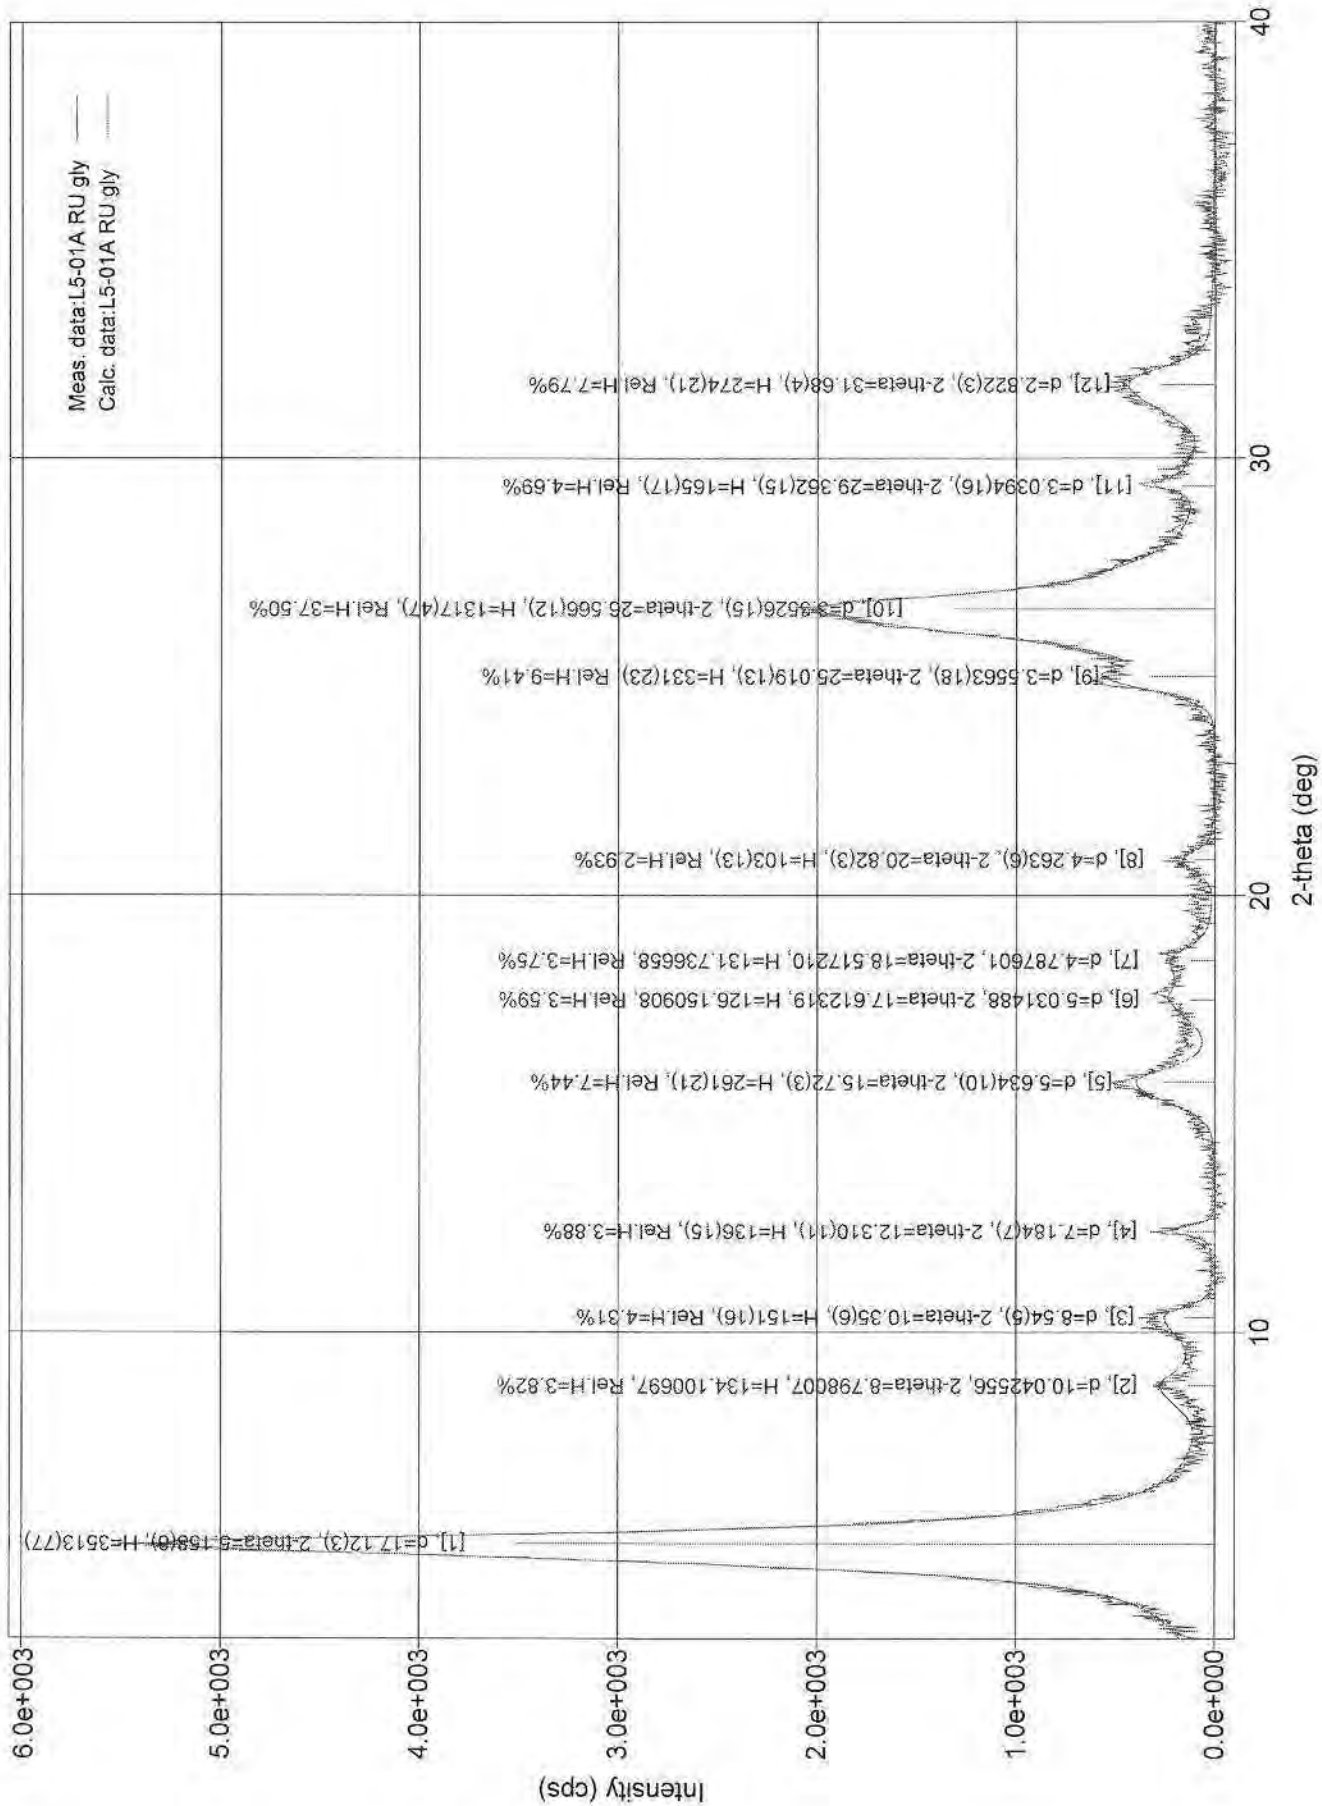 Meas. data:L5-01A RU gly
Calc. data:L5-01A RU gly
Intensity (cps)
6.0e+003
5.0e+003
4.0e+003
3.0e+003
2.0e+003
1.0e+003
0.0e+000
[1], d=17.12(3), 2-theta=5.158(8), H=3513(77)
[2], d=10.042556, 2-theta=8.798007, H=134.100697, Rel.H=3.82%
[3], d=8.54(5), 2-theta=10.35(6), H=151(16), Rel.H=4.31%
[4], d=7.184(7), 2-theta=12.310(11), H=136(15), Rel.H=3.88%
[5], d=5.634(10), 2-theta=15.72(3), H=261(21), Rel.H=7.44%
[6], d=5.031488, 2-theta=17.612319, H=126.150908, Rel.H=3.59%
[7], d=4.787601, 2-theta=18.517210, H=131.736658, Rel.H=3.75%
[8], d=4.263(6), 2-theta=20.82(3), H=103(13), Rel.H=2.93%
[9], d=3.5563(18), 2-theta=25.019(13), H=331(23), Rel.H=9.41%
[10], d=3.3526(15), 2-theta=26.566(12), H=1317(47), Rel.H=37.50%
[11], d=3.0394(16), 2-theta=29.362(15), H=165(17), Rel.H=4.69%
[12], d=2.822(3), 2-theta=31.68(4), H=274(21), Rel.H=7.79%
10
20
30
40
2-theta (deg)